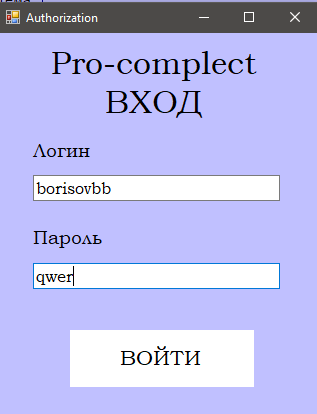 Authorization
Pro-complect
ВХОД
Логин
borisovbb
Пароль
qwer
ВОЙТИ